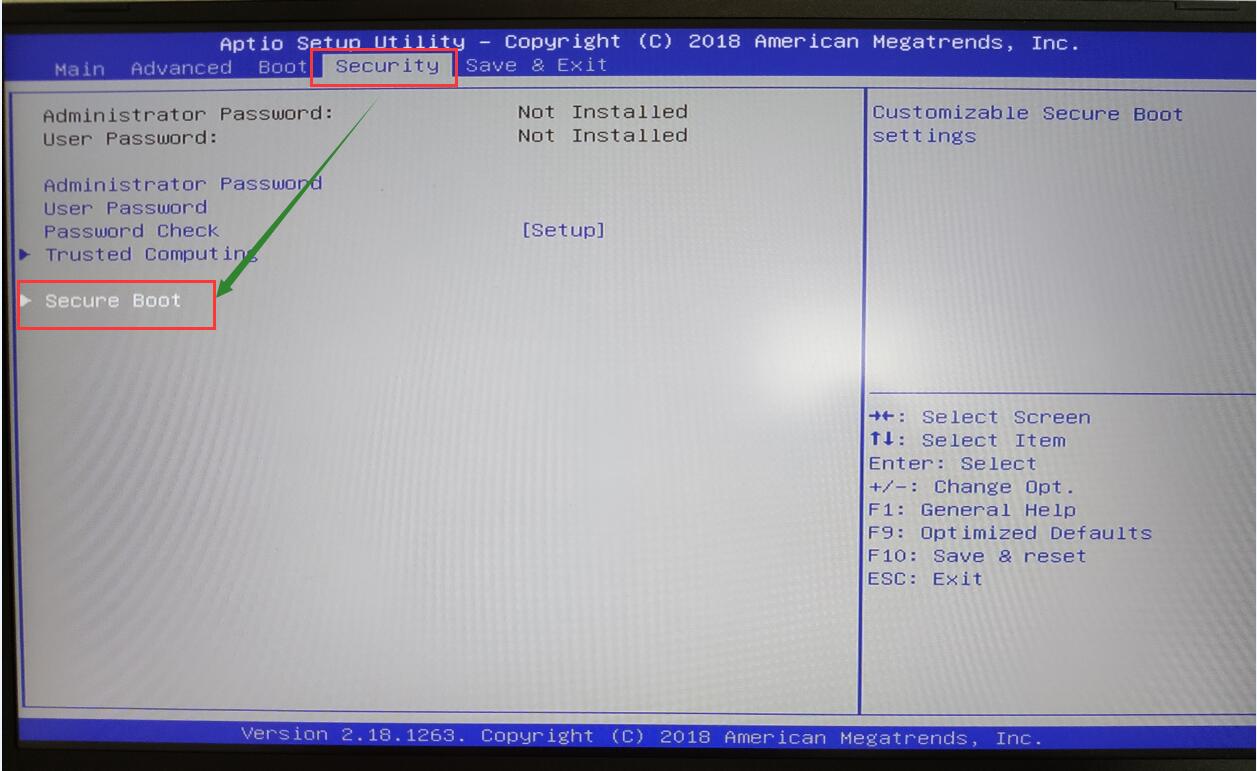 Aptio Setup Utility – Copyright (C) 2018 American Megatrends, Inc.
Main Advanced Boot Security Save & Exit
Administrator Password: Not Installed
User Password: Not Installed
Administrator Password
User Password
Password Check [Setup]
Trusted Computing
Secure Boot
Customizable Secure Boot
settings
→←: Select Screen
↑↓: Select Item
Enter: Select
+/-: Change Opt.
F1: General Help
F9: Optimized Defaults
F10: Save & reset
ESC: Exit
Version 2.18.1263. Copyright (C) 2018 American Megatrends, Inc.